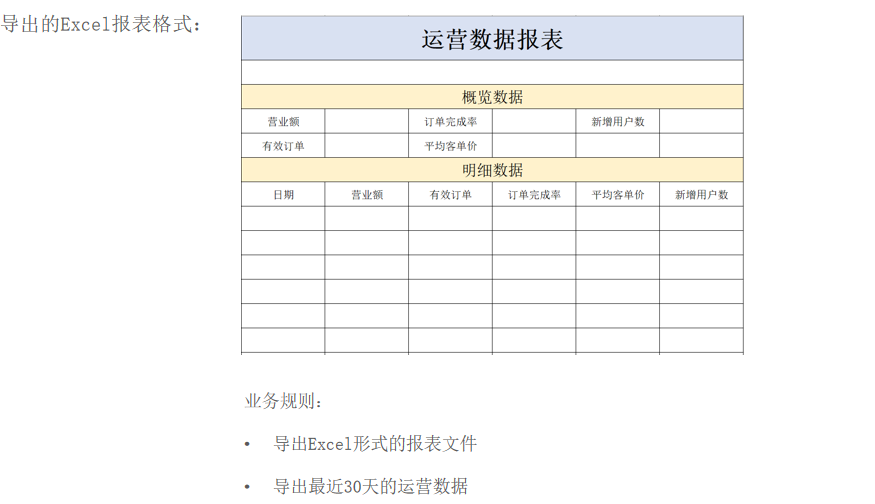 导出的Excel报表格式：
运营数据报表
概览数据
营业额 订单完成率 新增用户数
有效订单 平均客单价
明细数据
日期 营业额 有效订单 订单完成率 平均客单价 新增用户数
业务规则：
• 导出Excel形式的报表文件
• 导出最近30天的运营数据